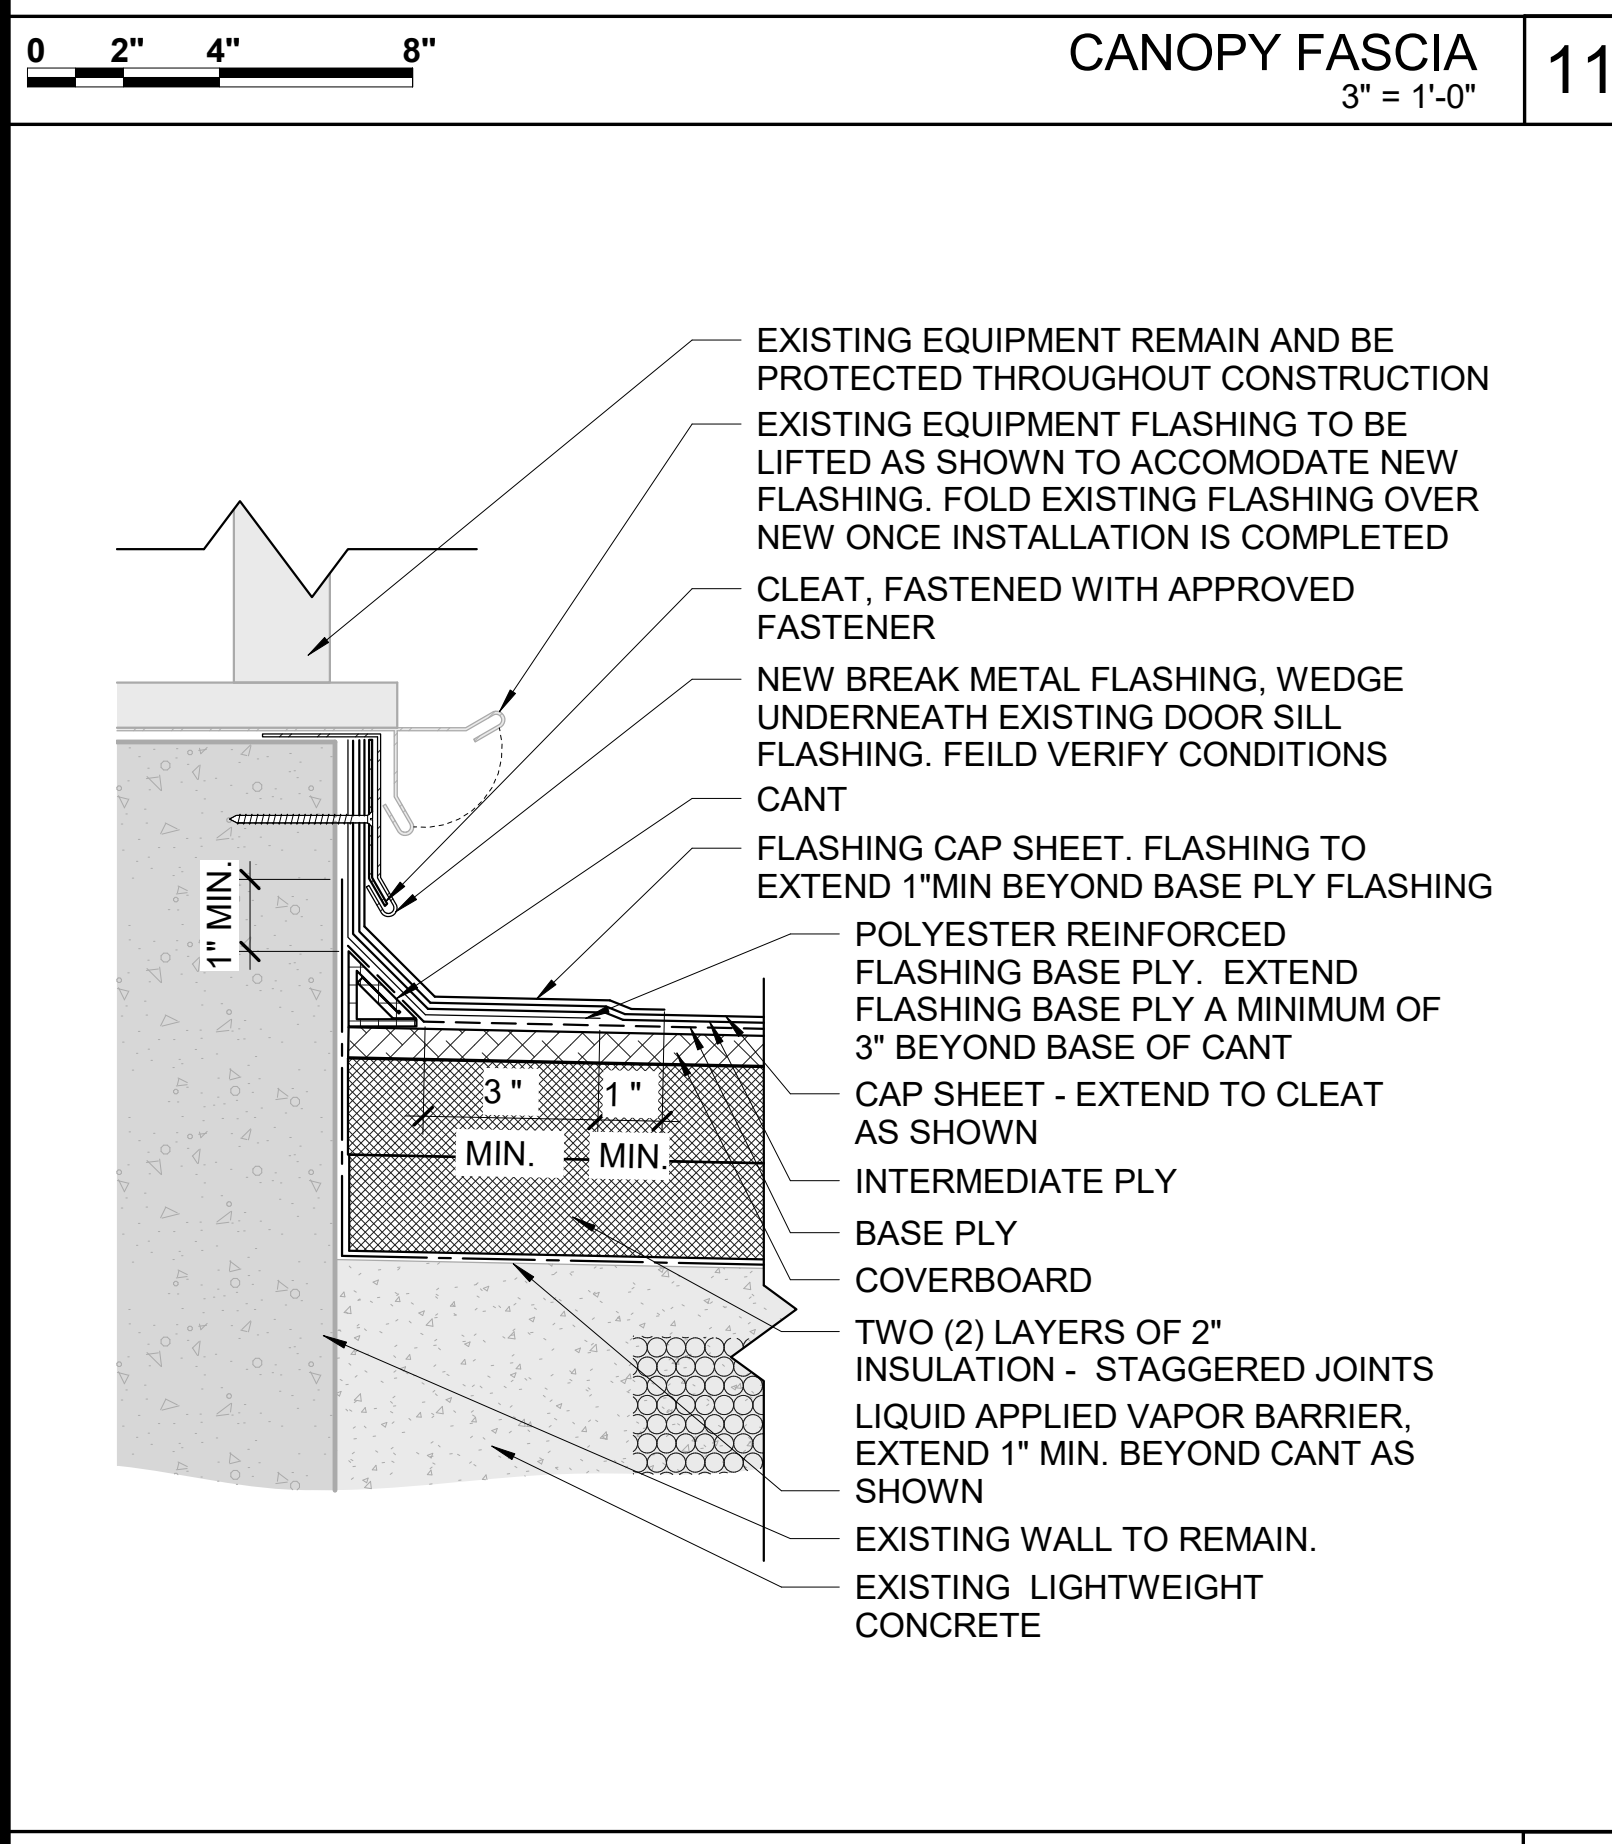 0 2" 4" 8"
CANOPY FASCIA
3" = 1'-0"
11
EXISTING EQUIPMENT REMAIN AND BE
PROTECTED THROUGHOUT CONSTRUCTION
EXISTING EQUIPMENT FLASHING TO BE
LIFTED AS SHOWN TO ACCOMODATE NEW
FLASHING. FOLD EXISTING FLASHING OVER
NEW ONCE INSTALLATION IS COMPLETED
CLEAT, FASTENED WITH APPROVED
FASTENER
NEW BREAK METAL FLASHING, WEDGE
UNDERNEATH EXISTING DOOR SILL
FLASHING. FEILD VERIFY CONDITIONS
CANT
FLASHING CAP SHEET. FLASHING TO
EXTEND 1"MIN BEYOND BASE PLY FLASHING
1" MIN.
POLYESTER REINFORCED
FLASHING BASE PLY.  EXTEND
FLASHING BASE PLY A MINIMUM OF
3" BEYOND BASE OF CANT
3 "
MIN.
1 "
MIN.
CAP SHEET - EXTEND TO CLEAT
AS SHOWN
INTERMEDIATE PLY
BASE PLY
COVERBOARD
TWO (2) LAYERS OF 2"
INSULATION -  STAGGERED JOINTS
LIQUID APPLIED VAPOR BARRIER,
EXTEND 1" MIN. BEYOND CANT AS
SHOWN
EXISTING WALL TO REMAIN.
EXISTING  LIGHTWEIGHT
CONCRETE